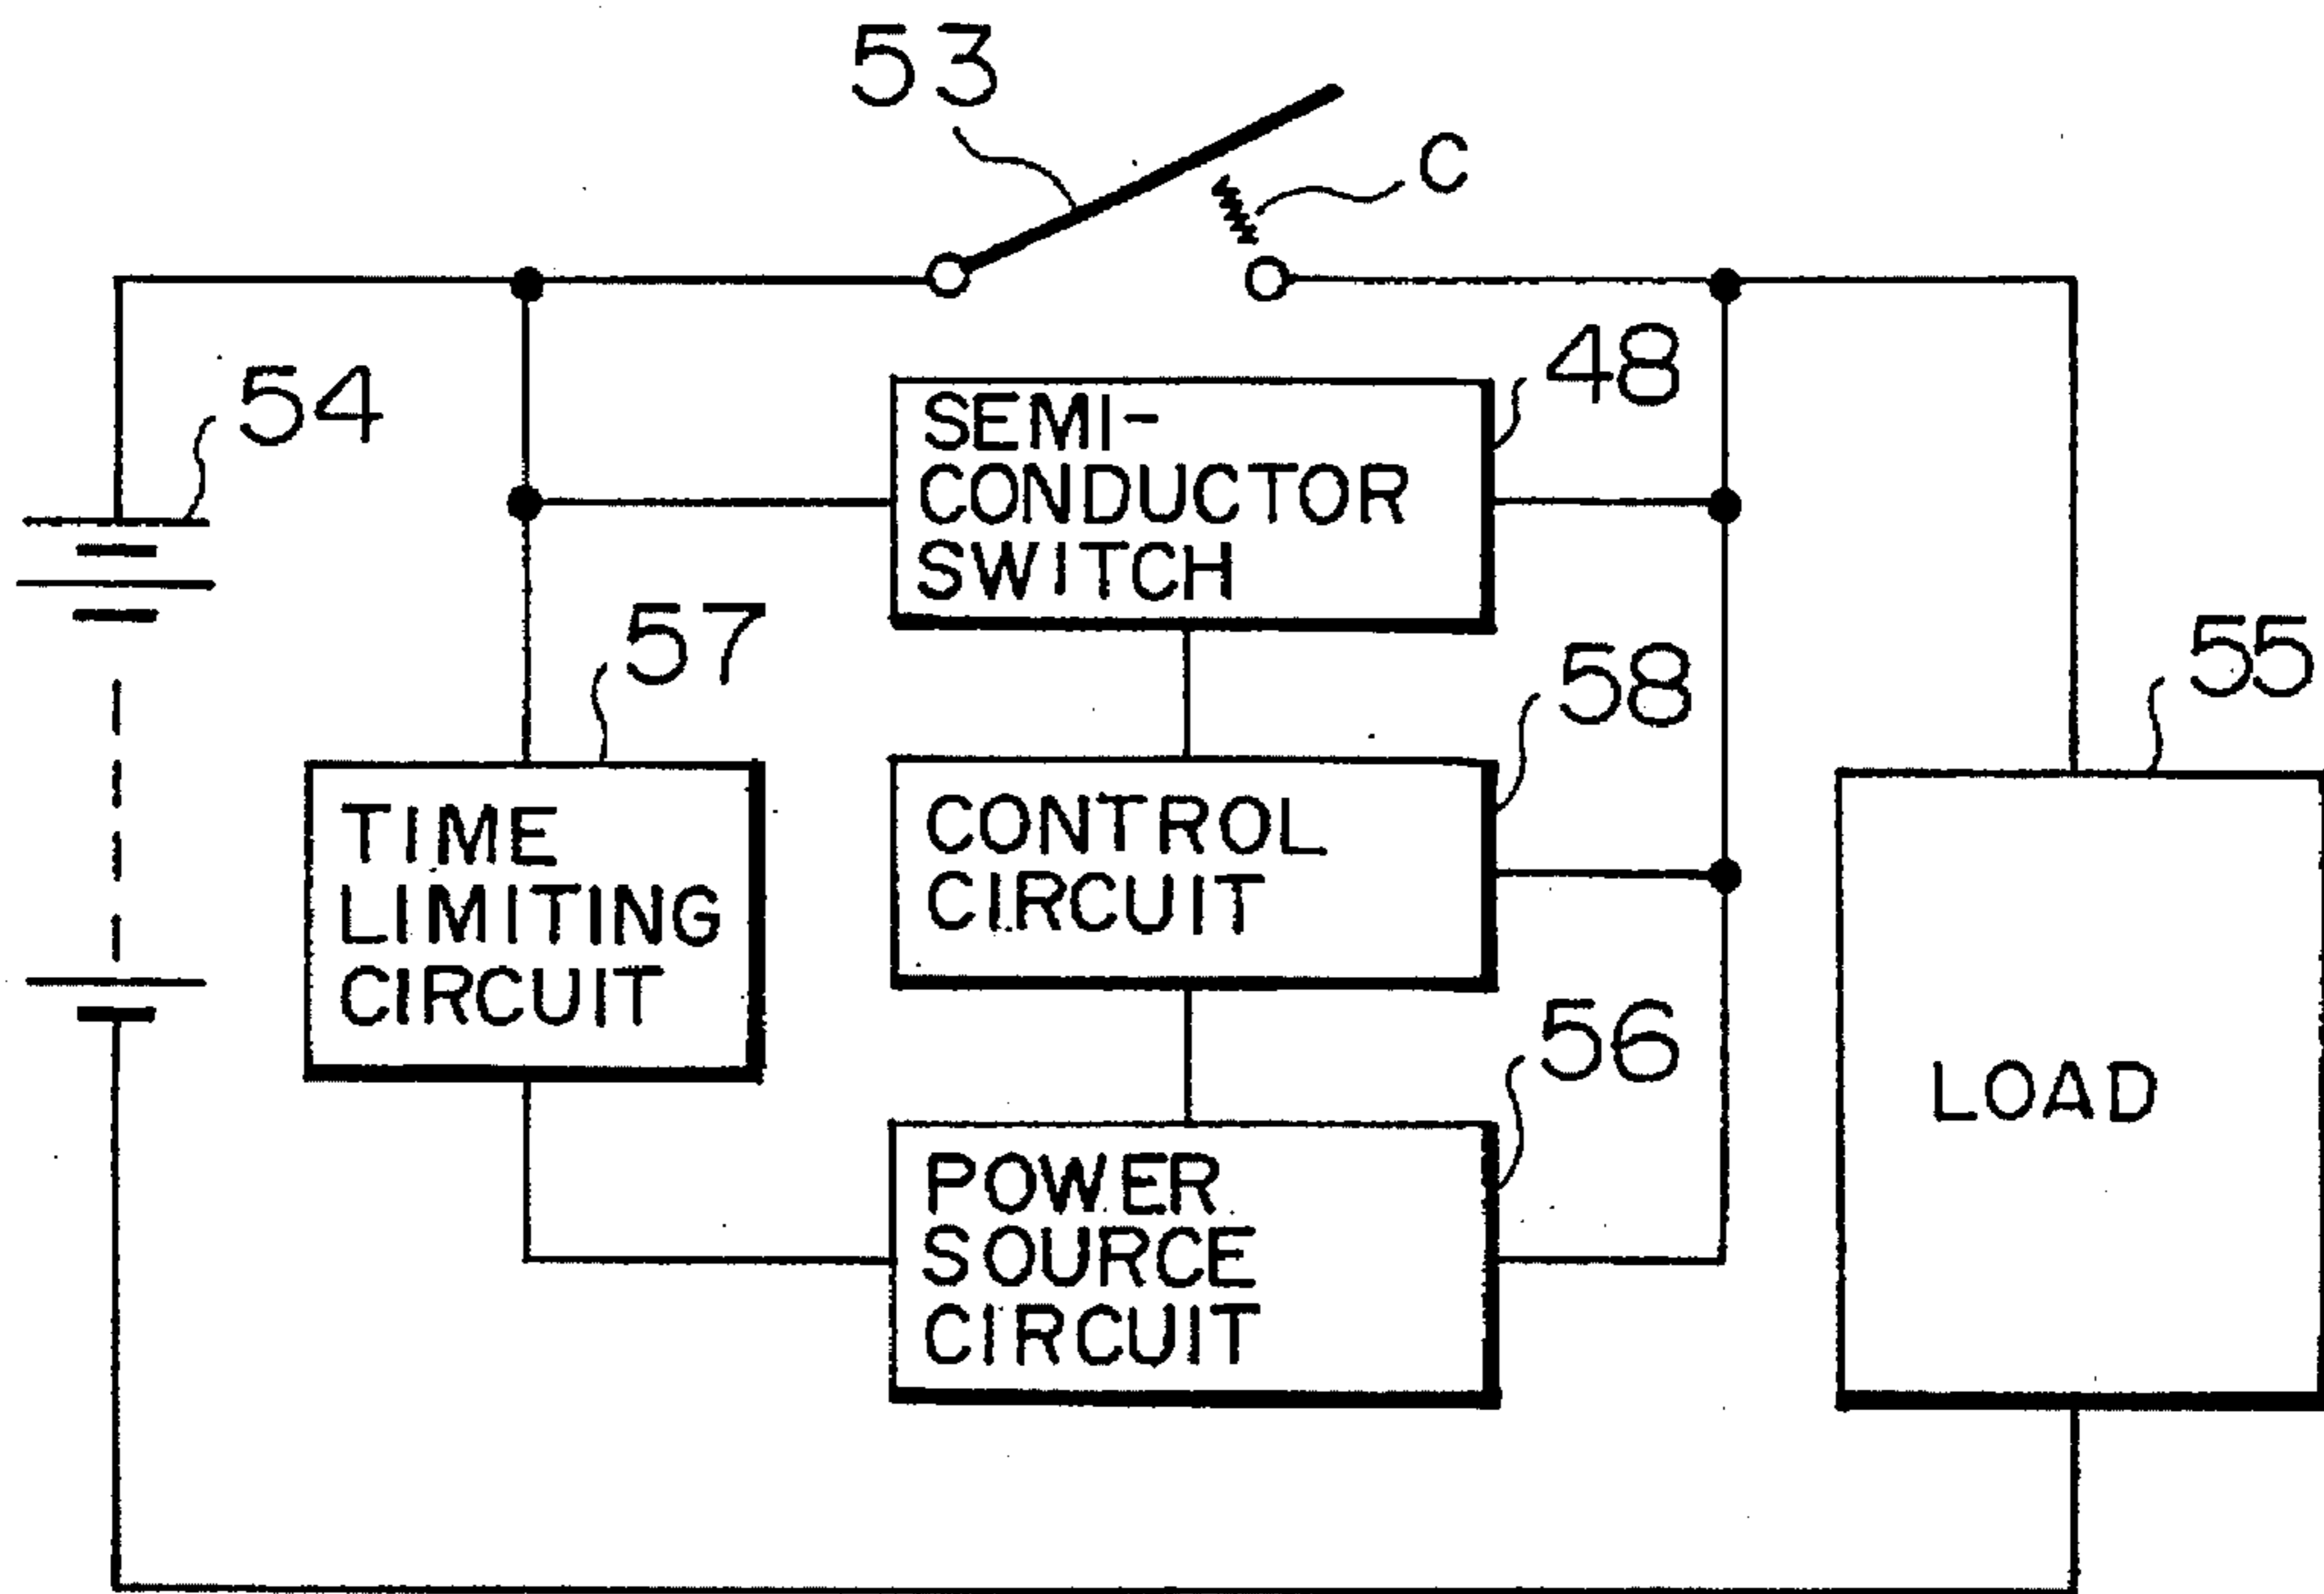 53
C
54
48
SEMI-
CONDUCTOR
SWITCH
57
58
55
TIME
LIMITING
CIRCUIT
CONTROL
CIRCUIT
56
LOAD
POWER
SOURCE
CIRCUIT